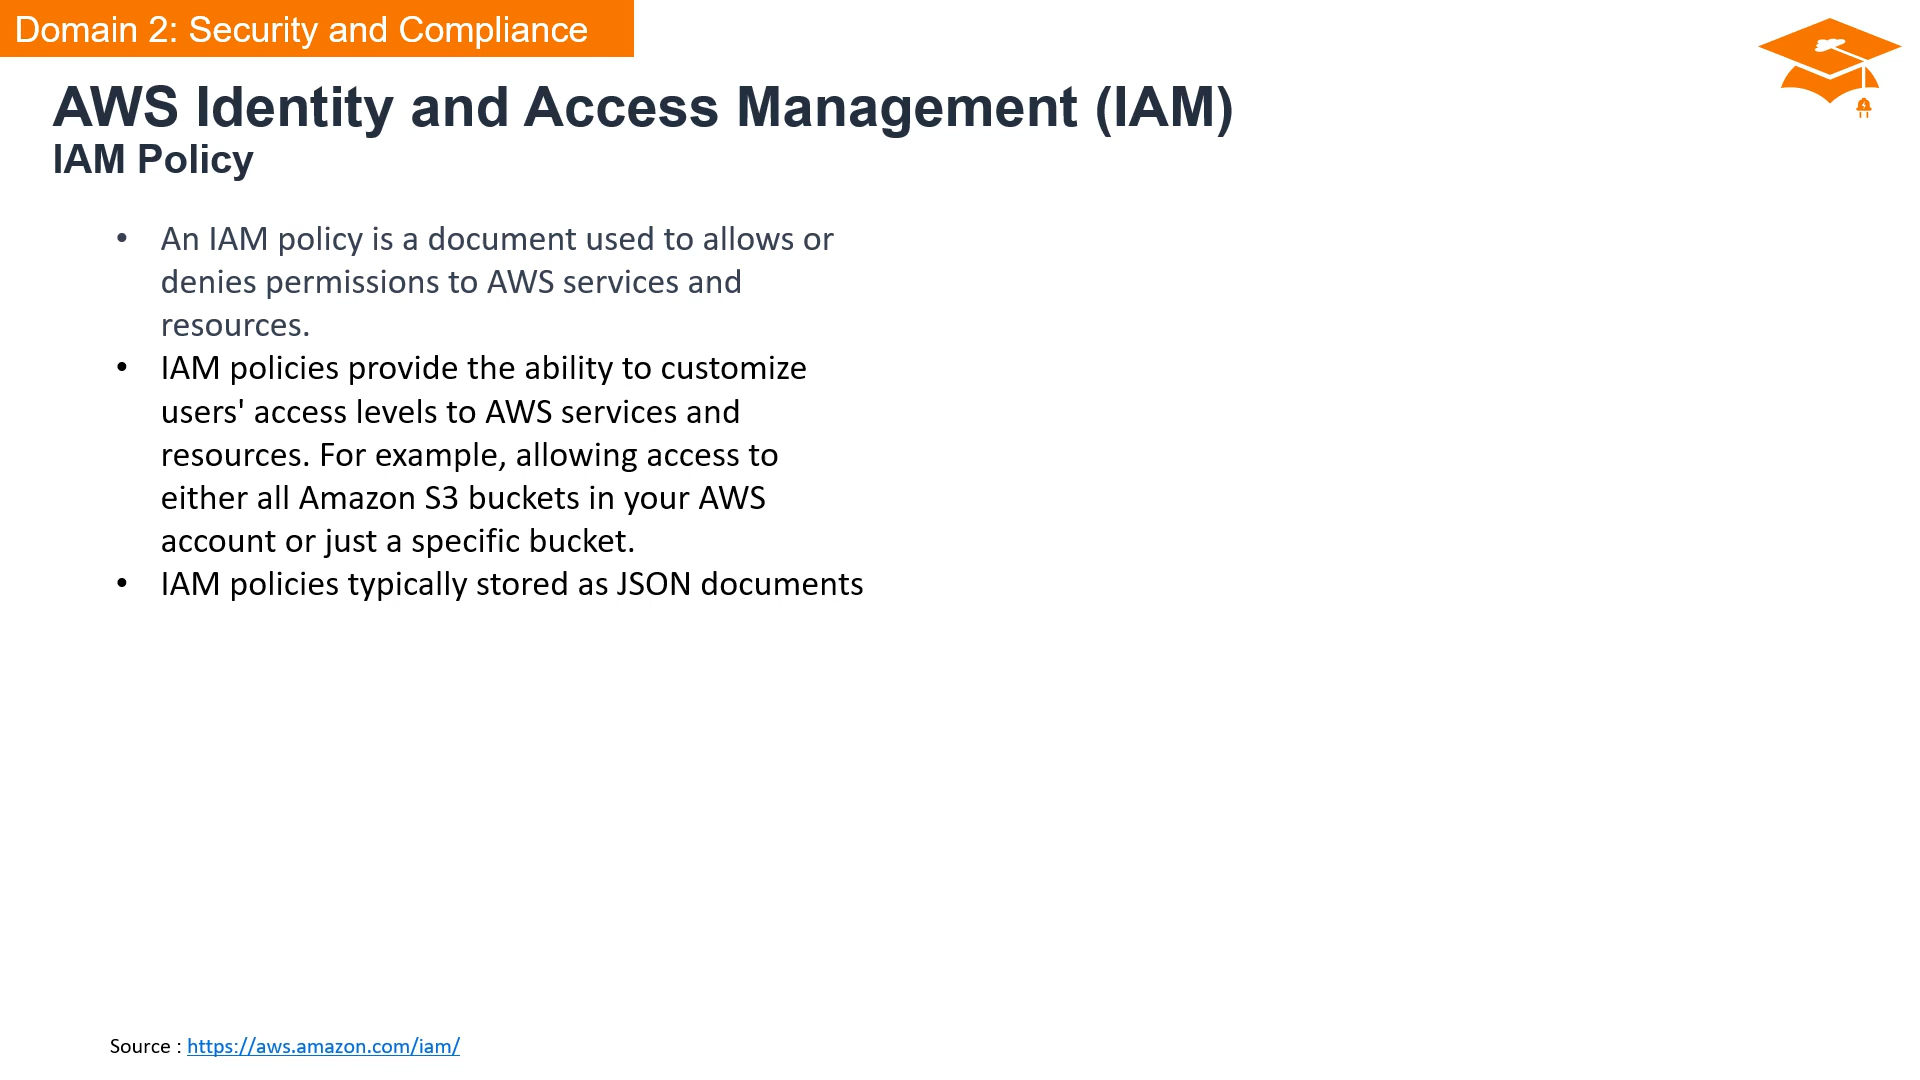 Domain 2: Security and Compliance
AWS Identity and Access Management (IAM)
IAM Policy
• An IAM policy is a document used to allows or
denies permissions to AWS services and
resources.
• IAM policies provide the ability to customize
users' access levels to AWS services and
resources. For example, allowing access to
either all Amazon S3 buckets in your AWS
account or just a specific bucket.
• IAM policies typically stored as JSON documents
Source : https://aws.amazon.com/iam/